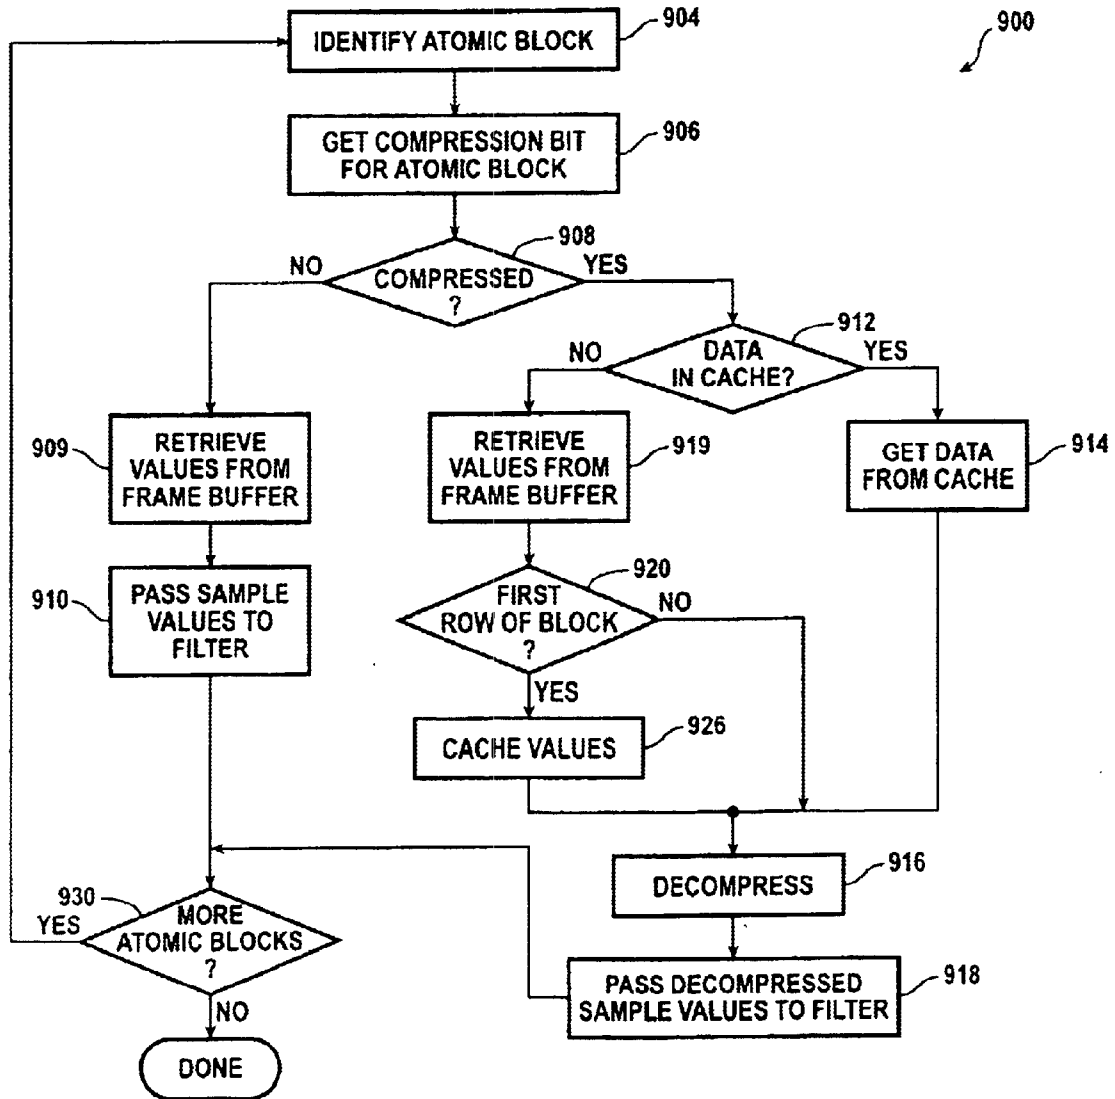 904
IDENTIFY ATOMIC BLOCK
900
906
GET COMPRESSION BIT
FOR ATOMIC BLOCK
908
NO
COMPRESSED
?
YES
912
NO
DATA
IN CACHE?
YES
909
RETRIEVE
VALUES FROM
FRAME BUFFER
RETRIEVE
VALUES FROM
FRAME BUFFER
919
GET DATA
FROM CACHE
914
910
PASS SAMPLE
VALUES TO
FILTER
920
FIRST
ROW OF BLOCK
?
NO
YES
CACHE VALUES
926
DECOMPRESS
916
930
YES
MORE
ATOMIC BLOCKS
?
NO
PASS DECOMPRESSED
SAMPLE VALUES TO FILTER
918
DONE